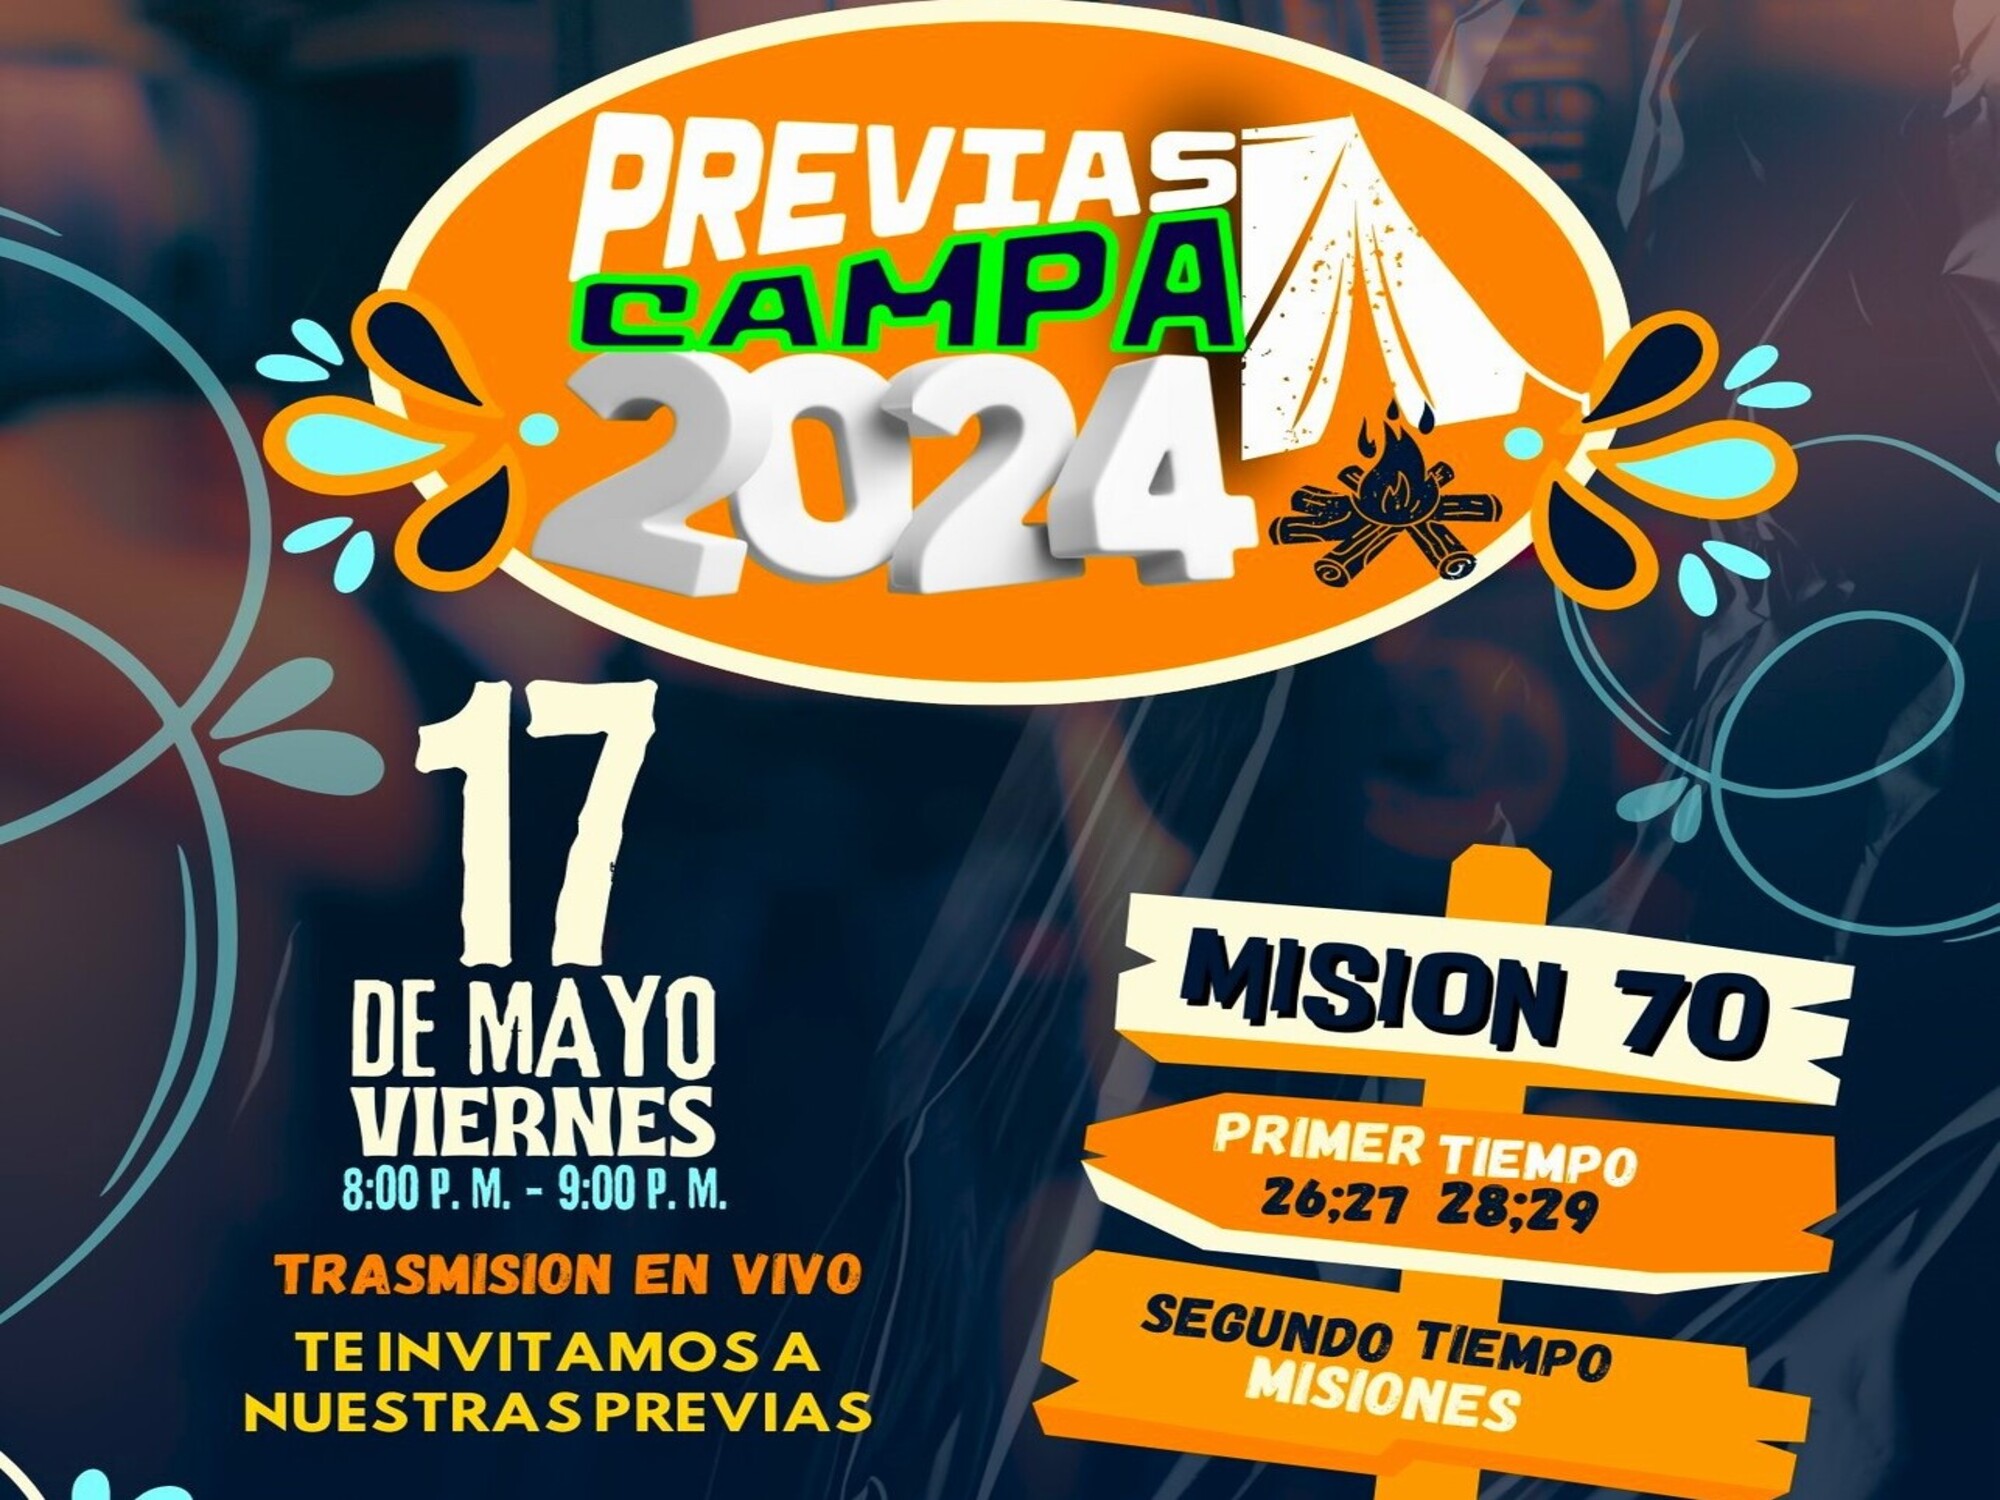 PREVIAS
CAMPA
2024
17
DE MAYO
VIERNES
8:00 P. M. - 9:00 P. M.
TRASMISION EN VIVO
TE INVITAMOS A
NUESTRAS PREVIAS
MISION 70
PRIMER TIEMPO
26;27 28;29
SEGUNDO TIEMPO
MISIONES